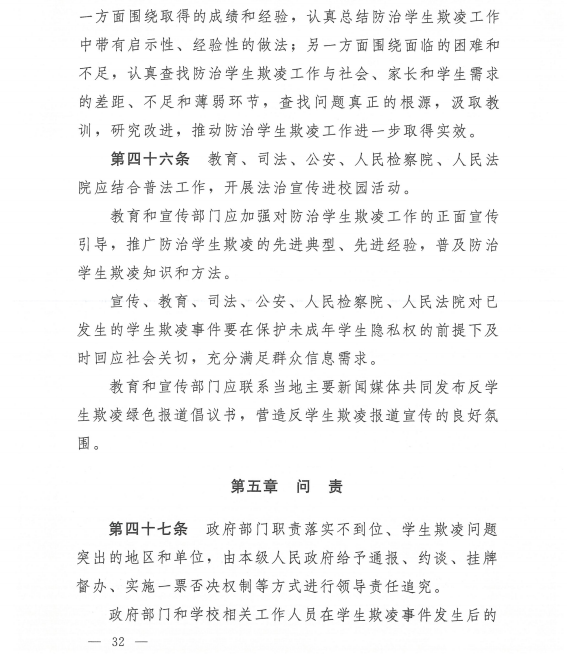 一方面围绕取得的成绩和经验，认真总结防治学生欺凌工作
中带有启示性、经验性的做法；另一方面围绕面临的困难和
不足，认真查找防治学生欺凌工作与社会、家长和学生需求
的差距、不足和薄弱环节，查找问题真正的根源，汲取教
训，研究改进，推动防治学生欺凌工作进一步取得实效。
第四十六条 教育、司法、公安、人民检察院、人民法
院应结合普法工作，开展法治宣传进校园活动。
教育和宣传部门应加强对防治学生欺凌工作的正面宣传
引导，推广防治学生欺凌的先进典型、先进经验，普及防治
学生欺凌知识和方法。
宣传、教育、司法、公安、人民检察院、人民法院对已
发生的学生欺凌事件要在保护未成年学生隐私权的前提下及
时回应社会关切，充分满足群众信息需求。
教育和宣传部门应联系当地主要新闻媒体共同发布反学
生欺凌绿色报道倡议书，营造反学生欺凌报道宣传的良好氛
围。
第五章 问 责
第四十七条 政府部门职责落实不到位、学生欺凌问题
突出的地区和单位，由本级人民政府给予通报、约谈、挂牌
督办、实施一票否决权制等方式进行领导责任追究。
政府部门和学校相关工作人员在学生欺凌事件发生后的
— 32 —